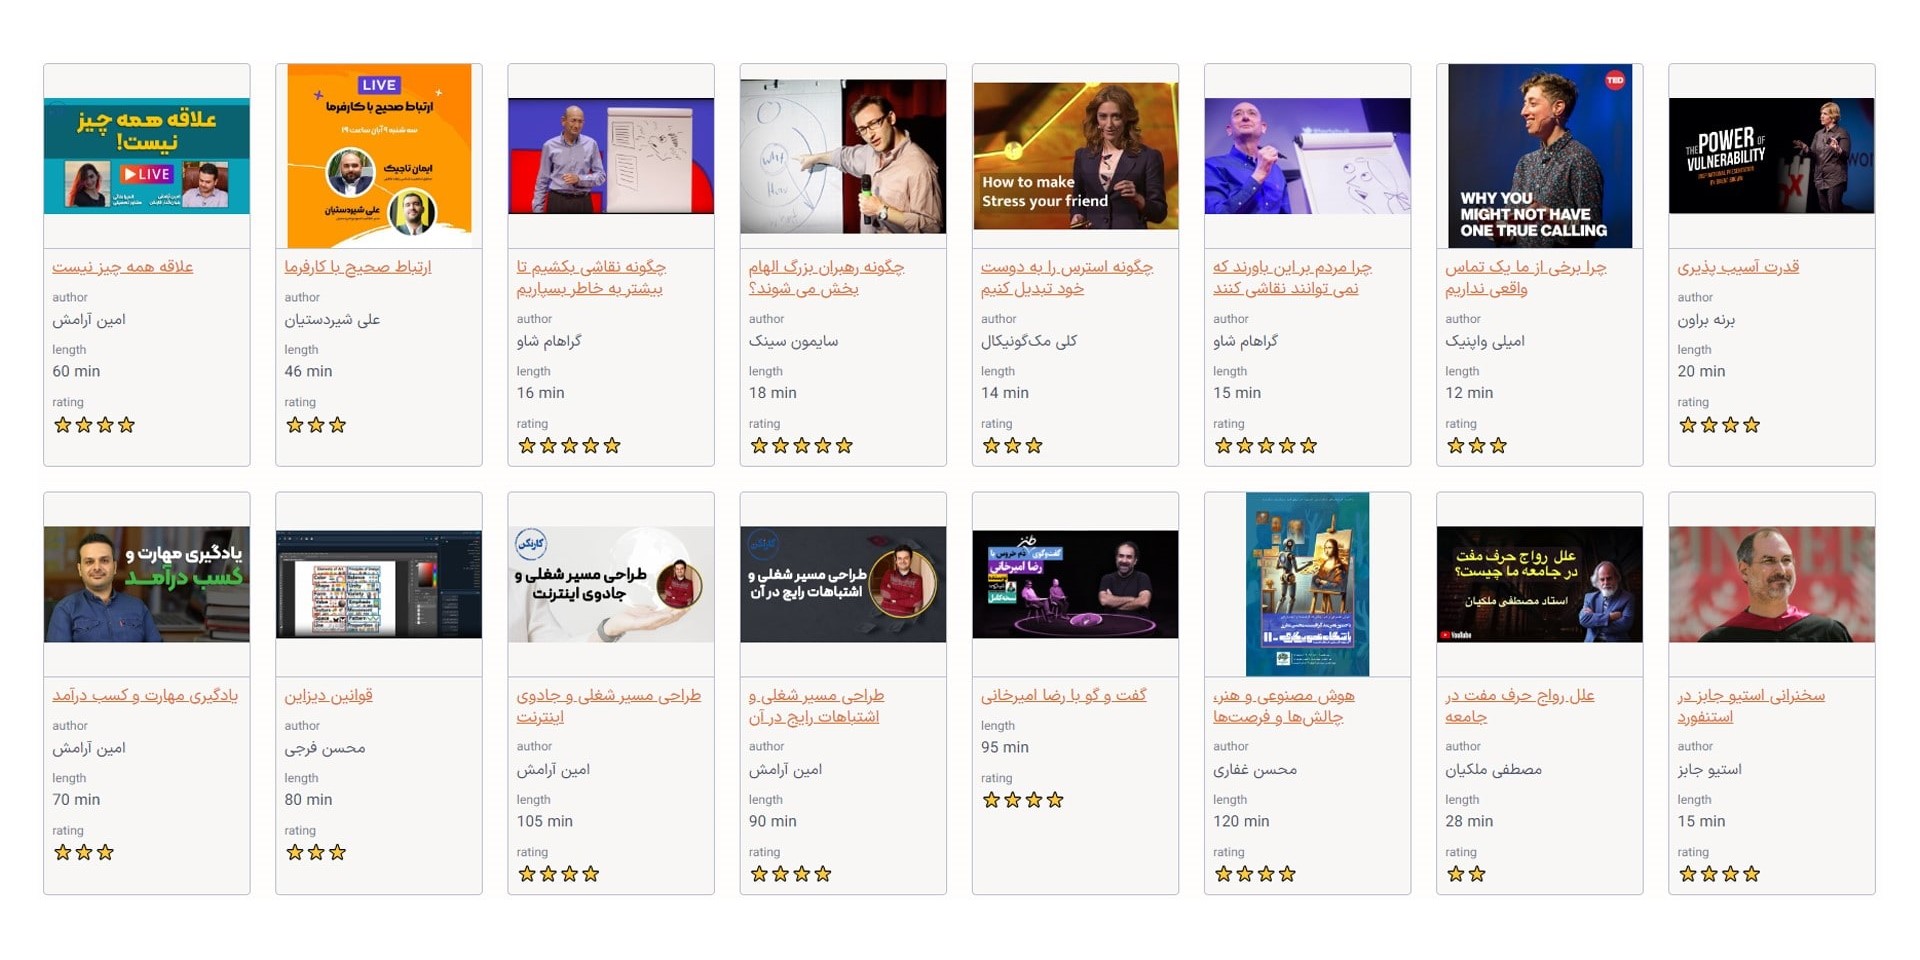 علاقه همه چیز
نیست!
LIVE
علاقه همه چیز نیست
author
امین آرامش
length
60 min
rating
LIVE
ارتباط صحیح با کارفرما
سه شنبه ۹ آبان ساعت ۱۹
ایمان تاجیک
علی شیردستیان
ارتباط صحیح با کارفرما
author
علی شیردستیان
length
46 min
rating
چگونه نقاشی بکشیم تا
بیشتر به خاطر بسپاریم
author
گراهام شاو
length
16 min
rating
چگونه رهبران بزرگ الهام
بخش می شوند؟
author
سایمون سینک
length
18 min
rating
How to make
Stress your friend
چگونه استرس را به دوست
خود تبدیل کنیم
author
کلی مک‌گونیگال
length
14 min
rating
چرا مردم بر این باورند که
نمی توانند نقاشی کنند
author
گراهام شاو
length
15 min
rating
TED
WHY YOU
MIGHT NOT HAVE
ONE TRUE CALLING
چرا برخی از ما یک تماس
واقعی نداریم
author
امیلی واپنیک
length
12 min
rating
THE POWER OF
VULNERABILITY
قدرت آسیب پذیری
author
برنه براون
length
20 min
rating
یادگیری مهارت و
کسب درآمد
یادگیری مهارت و کسب درآمد
author
امین آرامش
length
70 min
rating
قوانین دیزاین
author
محسن فرجی
length
80 min
rating
کارنکن
طراحی مسیر شغلی و
جادوی اینترنت
طراحی مسیر شغلی و جادوی
اینترنت
author
امین آرامش
length
105 min
rating
کارنکن
طراحی مسیر شغلی و
اشتباهات رایج در آن
طراحی مسیر شغلی و
اشتباهات رایج در آن
author
امین آرامش
length
90 min
rating
طنز
گفت‌وگوی دم خروس با
رضا امیرخانی
گفت و گو با رضا امیرخانی
length
95 min
rating
هوش مصنوعی و هنر،
چالش‌ها و فرصت‌ها
author
محسن غفاری
length
120 min
rating
علل رواج حرف مفت
در جامعه ما چیست؟
استاد مصطفی ملکیان
YouTube
علل رواج حرف مفت در
جامعه
author
مصطفی ملکیان
length
28 min
rating
سخنرانی استیو جابز در
استنفورد
author
استیو جابز
length
15 min
rating